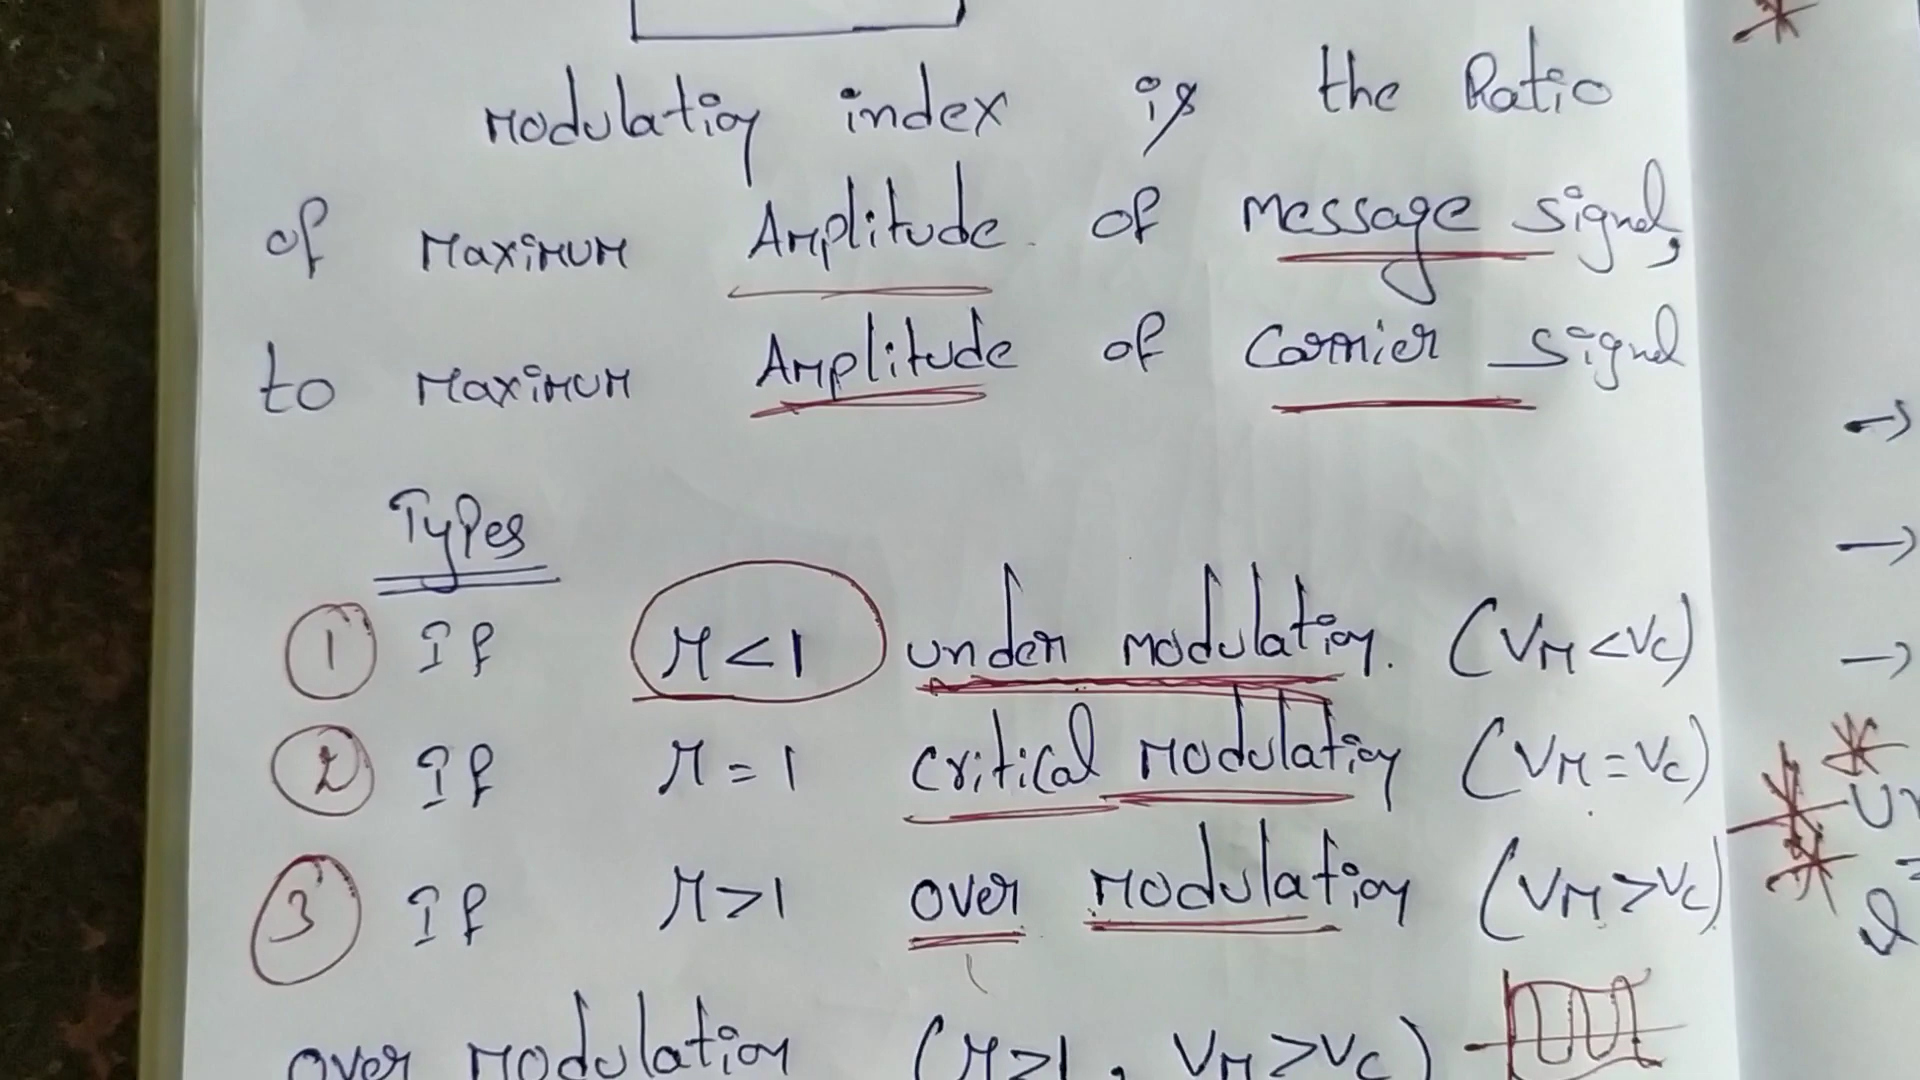 Modulation index is the Ratio
of Maximum Amplitude of message signal,
to Maximum Amplitude of Carrier signal
Types
1 If M<1 under modulation. (VM<VC)
2 If M=1 critical Modulation (VM=VC)
3 If M>1 over Modulation (VM>VC)
over Modulation (M>1, VM>VC)